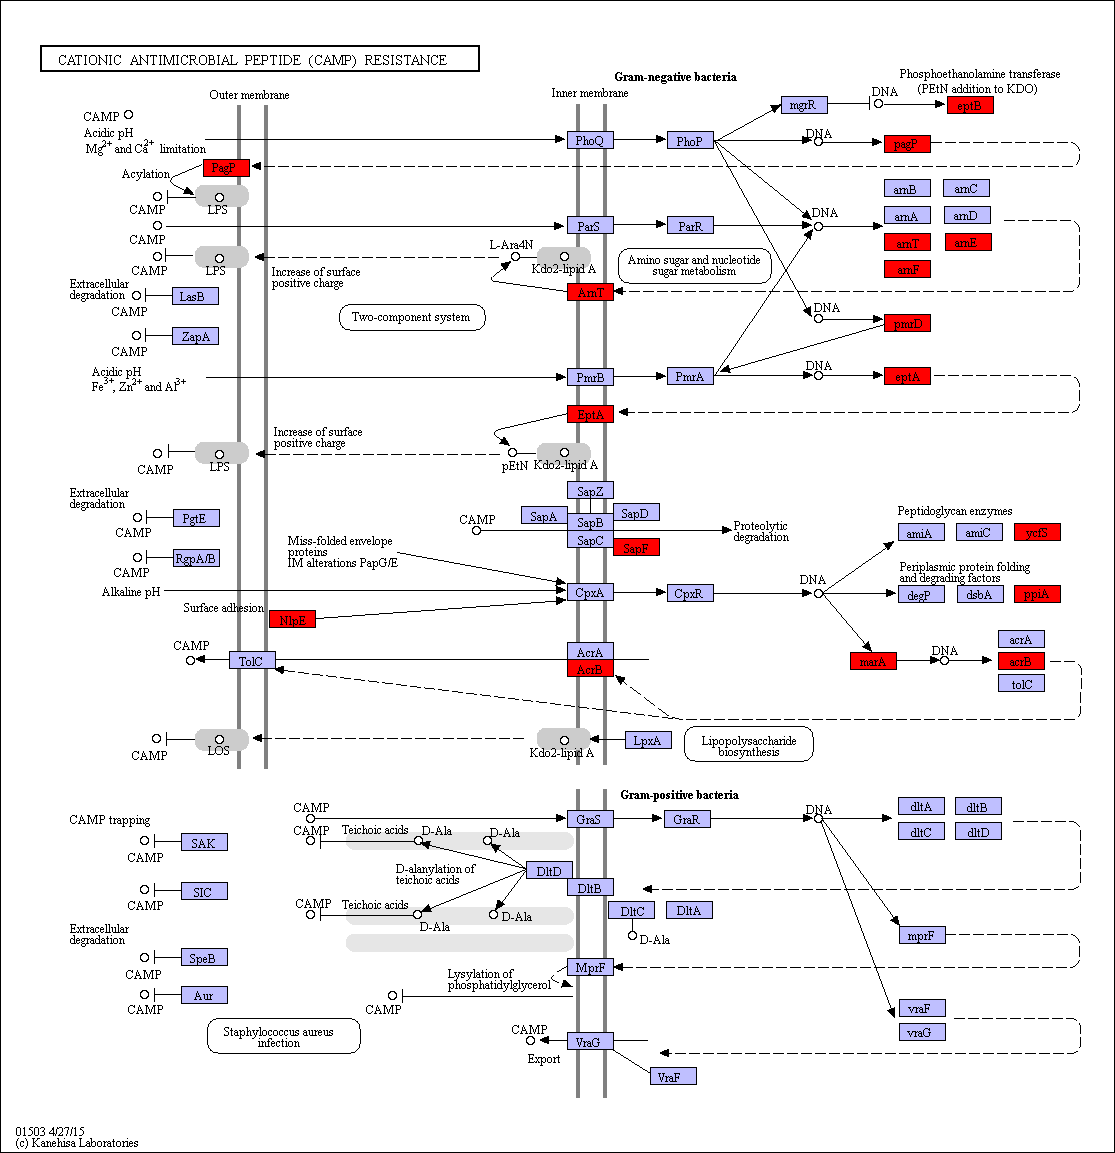 CATIONIC ANTIMICROBIAL PEPTIDE (CAMP) RESISTANCE
Gram-negative bacteria
Outer membrane
Inner membrane
Phosphoethanolamine transferase
(PEtN addition to KDO)
CAMP
mgrR
DNA
eptB
Acidic pH
Mg2+ and Ca2+ limitation
PhoQ
PhoP
DNA
pagP
PagP
Acylation
CAMP
LPS
arnB
arnC
arnA
arnD
arnT
arnE
arnF
CAMP
ParS
ParR
DNA
CAMP
LPS
Increase of surface
positive charge
L-Ara4N
Kdo2-lipid A
Amino sugar and nucleotide
sugar metabolism
ArnT
Extracellular
degradation
LasB
CAMP
Two-component system
DNA
pmrD
ZapA
CAMP
Acidic pH
Fe3+, Zn2+ and Al3+
PmrB
PmrA
DNA
eptA
EptA
Increase of surface
positive charge
CAMP
LPS
pEtN
Kdo2-lipid A
Extracellular
degradation
PgtE
CAMP
SapZ
SapA
SapB
SapD
SapC
SapF
CAMP
Proteolytic
degradation
Peptidoglycan enzymes
amiA
amiC
ycfS
RgpA/B
CAMP
Miss-folded envelope
proteins
IM alterations PapG/E
Periplasmic protein folding
and degrading factors
degP
dsbA
ppiA
Alkaline pH
CpxA
CpxR
DNA
Surface adhesion
NlpE
CAMP
TolC
AcrA
AcrB
marA
DNA
acrA
acrB
tolC
CAMP
LOS
Kdo2-lipid A
LpxA
Lipopolysaccharide
biosynthesis
Gram-positive bacteria
CAMP trapping
CAMP
GraS
GraR
DNA
dltA
dltB
dltC
dltD
SAK
CAMP
CAMP
Teichoic acids
D-Ala
D-Ala
D-alanylation of
teichoic acids
DltD
DltB
SIC
CAMP
CAMP
Teichoic acids
D-Ala
D-Ala
DltC
DltA
D-Ala
Extracellular
degradation
SpeB
CAMP
mprF
MprF
Lysylation of
phosphatidylglycerol
Aur
CAMP
CAMP
vraF
vraG
Staphylococcus aureus
infection
CAMP
VraG
Export
VraF
01503 4/27/15
(c) Kanehisa Laboratories